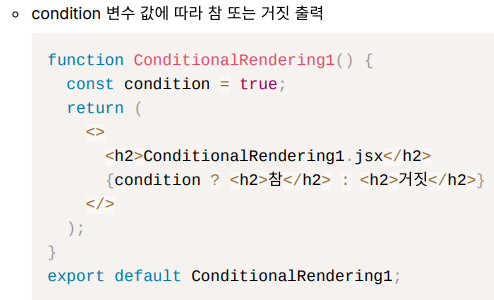 condition 변수 값에 따라 참 또는 거짓 출력
function ConditionalRendering1() {
  const condition = true;
  return (
    <>
      <h2>ConditionalRendering1.jsx</h2>
      {condition ? <h2>참</h2> : <h2>거짓</h2>}
    </>
  );
}
export default ConditionalRendering1;